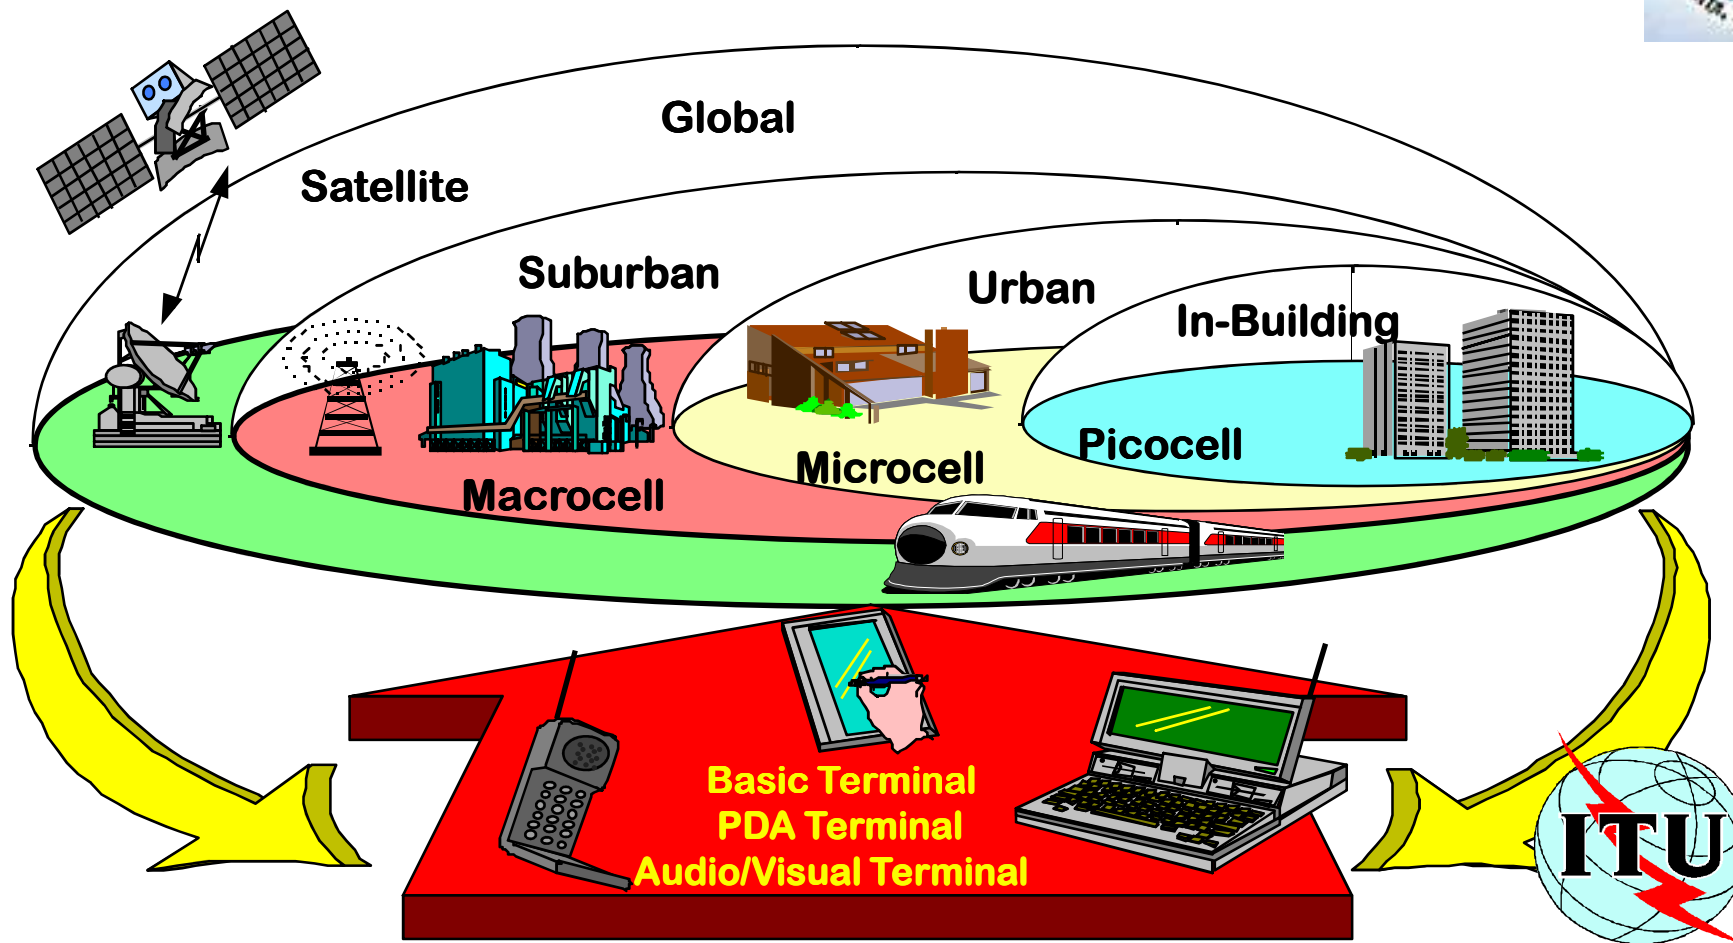 Global
Satellite
Suburban
Urban
In-Building
Picocell
Microcell
Macrocell
Basic Terminal
PDA Terminal
Audio/Visual Terminal
ITU